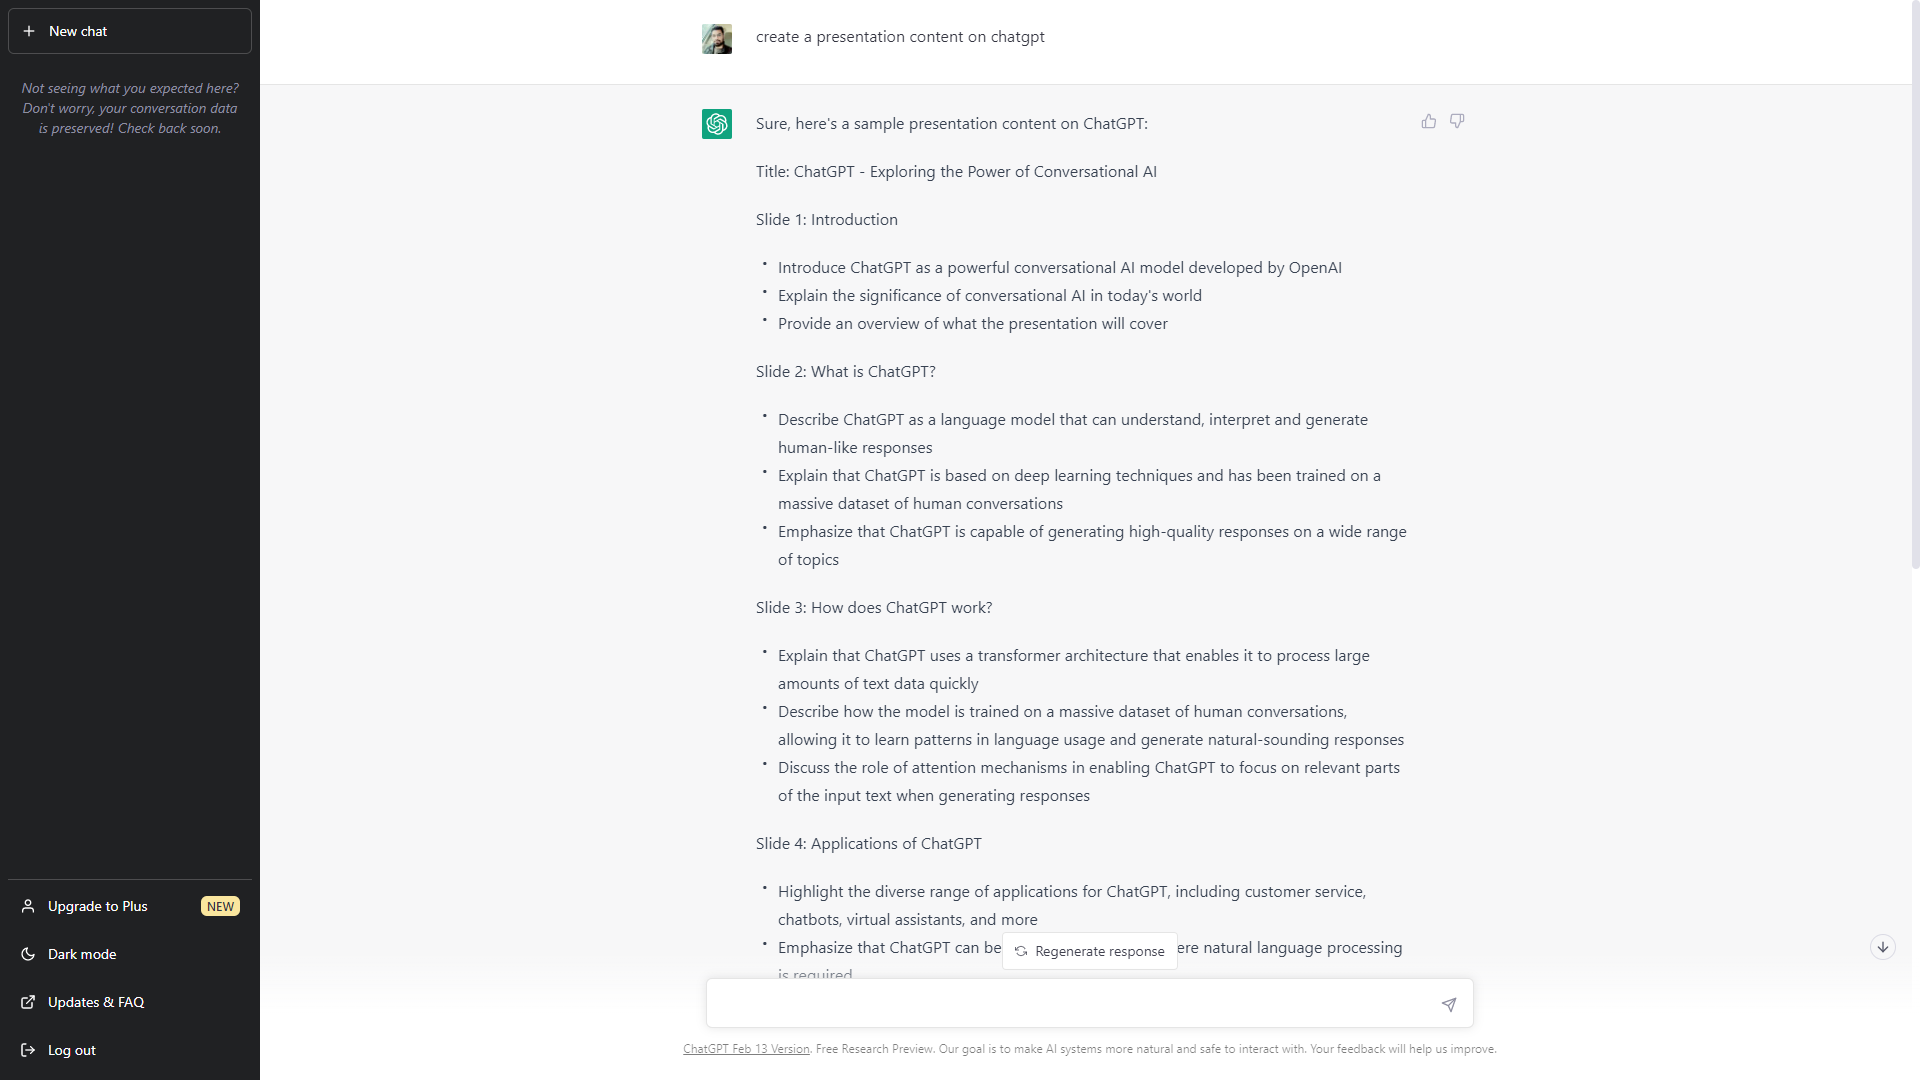 New chat
Not seeing what you expected here?
Don't worry, your conversation data
is preserved! Check back soon.
Upgrade to Plus NEW
Dark mode
Updates & FAQ
Log out
create a presentation content on chatgpt
Sure, here's a sample presentation content on ChatGPT:
Title: ChatGPT - Exploring the Power of Conversational AI
Slide 1: Introduction
• Introduce ChatGPT as a powerful conversational AI model developed by OpenAI
• Explain the significance of conversational AI in today's world
• Provide an overview of what the presentation will cover
Slide 2: What is ChatGPT?
• Describe ChatGPT as a language model that can understand, interpret and generate
human-like responses
• Explain that ChatGPT is based on deep learning techniques and has been trained on a
massive dataset of human conversations
• Emphasize that ChatGPT is capable of generating high-quality responses on a wide range
of topics
Slide 3: How does ChatGPT work?
• Explain that ChatGPT uses a transformer architecture that enables it to process large
amounts of text data quickly
• Describe how the model is trained on a massive dataset of human conversations,
allowing it to learn patterns in language usage and generate natural-sounding responses
• Discuss the role of attention mechanisms in enabling ChatGPT to focus on relevant parts
of the input text when generating responses
Slide 4: Applications of ChatGPT
• Highlight the diverse range of applications for ChatGPT, including customer service,
chatbots, virtual assistants, and more
• Emphasize that ChatGPT can be ere natural language processing
is required
Regenerate response
ChatGPT Feb 13 Version. Free Research Preview. Our goal is to make AI systems more natural and safe to interact with. Your feedback will help us improve.